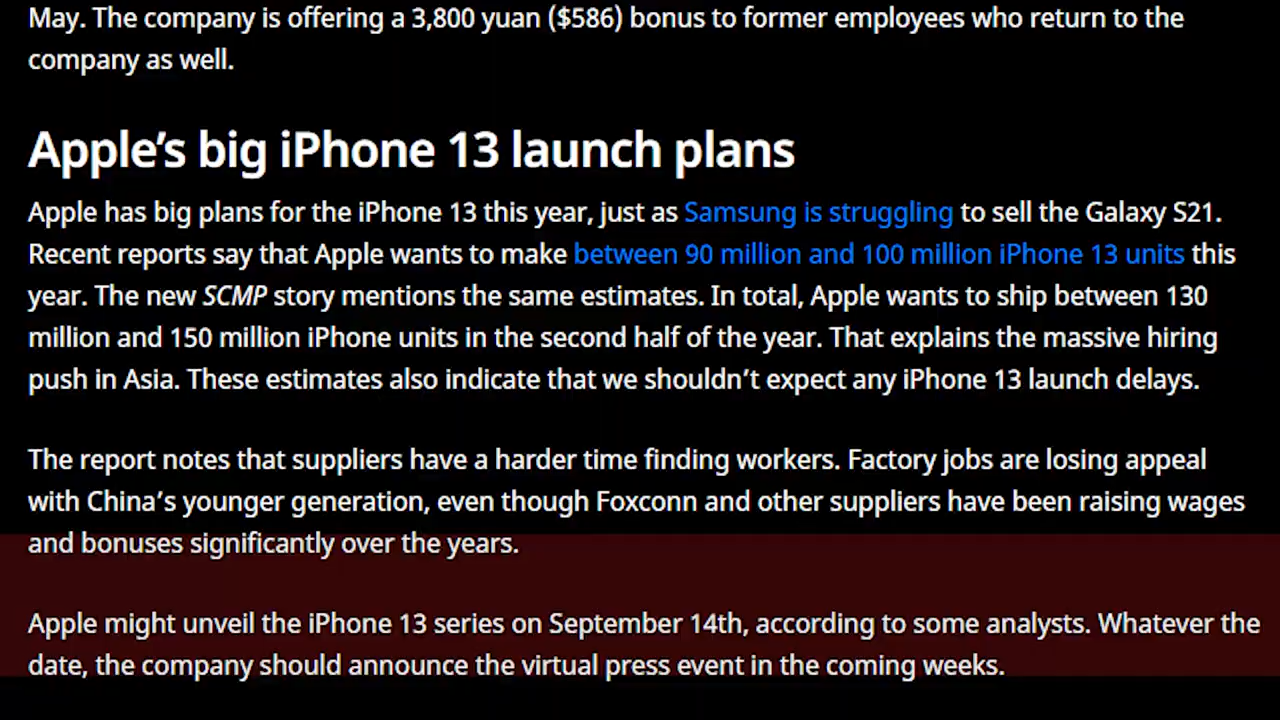 May. The company is offering a 3,800 yuan ($586) bonus to former employees who return to the
company as well.
Apple’s big iPhone 13 launch plans
Apple has big plans for the iPhone 13 this year, just as Samsung is struggling to sell the Galaxy S21.
Recent reports say that Apple wants to make between 90 million and 100 million iPhone 13 units this
year. The new SCMP story mentions the same estimates. In total, Apple wants to ship between 130
million and 150 million iPhone units in the second half of the year. That explains the massive hiring
push in Asia. These estimates also indicate that we shouldn’t expect any iPhone 13 launch delays.
The report notes that suppliers have a harder time finding workers. Factory jobs are losing appeal
with China’s younger generation, even though Foxconn and other suppliers have been raising wages
and bonuses significantly over the years.
Apple might unveil the iPhone 13 series on September 14th, according to some analysts. Whatever the
date, the company should announce the virtual press event in the coming weeks.